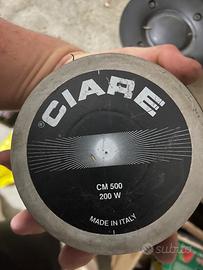 ® CIARE
CM 500
200 W
MADE IN ITALY
subito